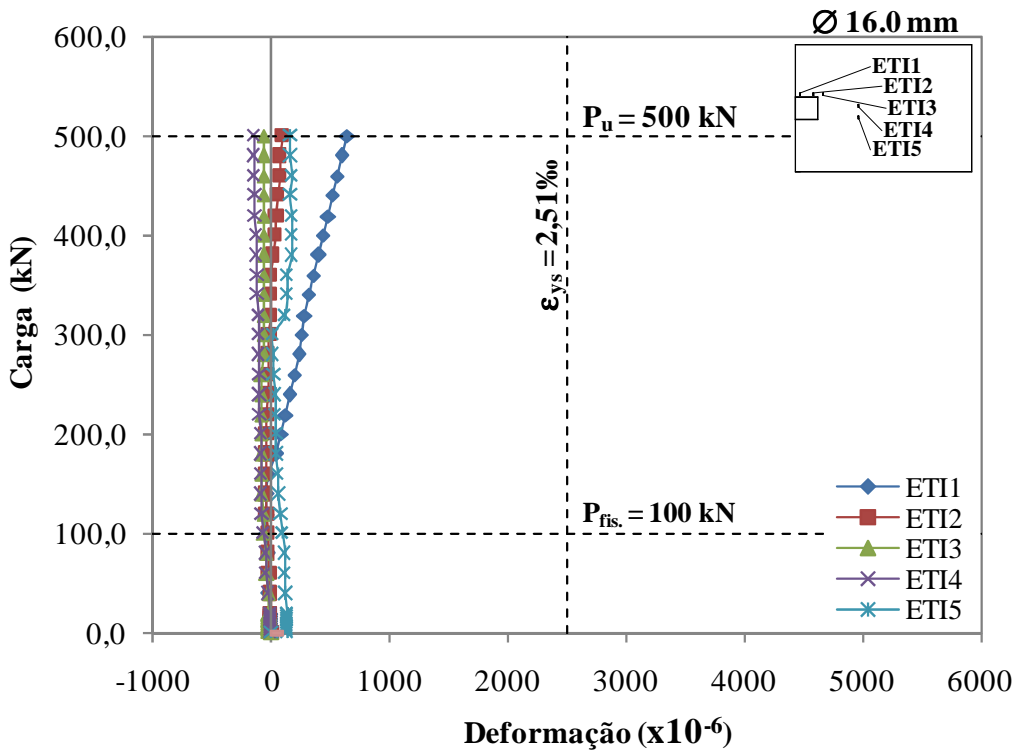 Ø 16.0 mm
ETI1
ETI2
ETI3
ETI4
ETI5
600,0
500,0
400,0
300,0
200,0
100,0
0,0
Carga (kN)
P_u = 500 kN
ε_ys = 2,51‰
P_fis. = 100 kN
ETI1
ETI2
ETI3
ETI4
ETI5
-1000 0 1000 2000 3000 4000 5000 6000
Deformação (x10⁻⁶)